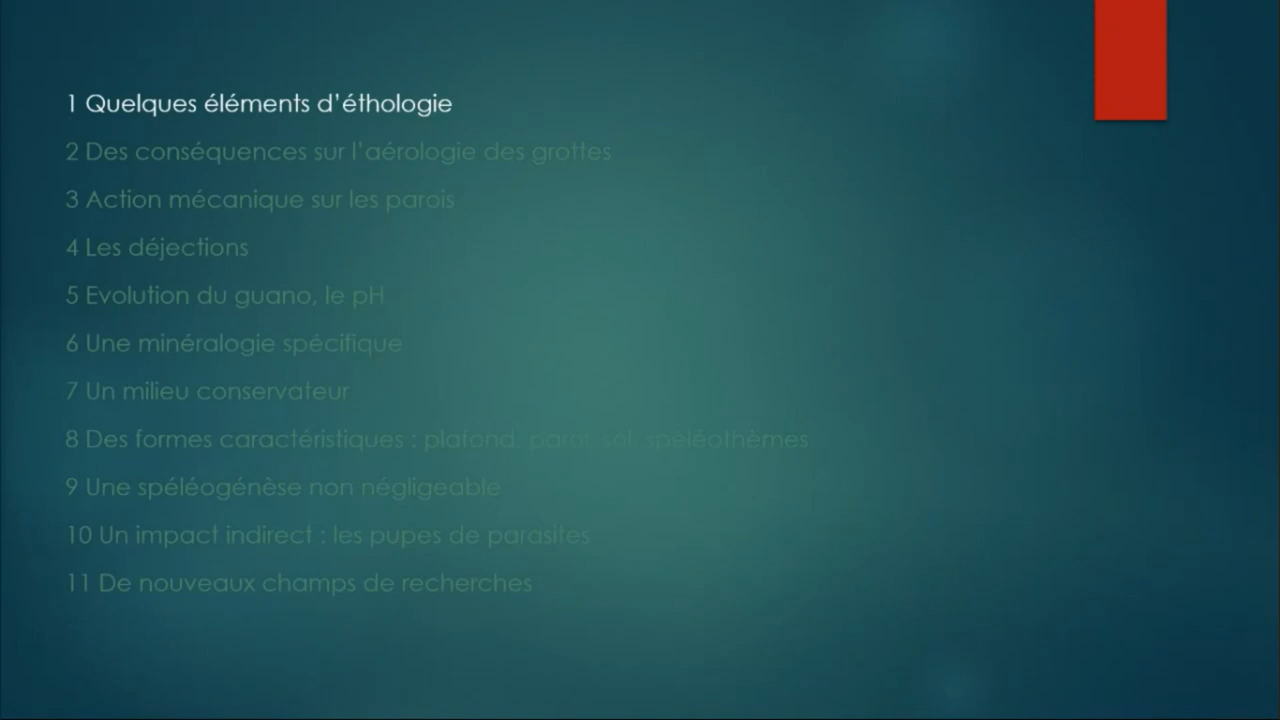 1 Quelques éléments d’éthologie
2 Des conséquences sur l’aérologie des grottes
3 Action mécanique sur les parois
4 Les déjections
5 Evolution du guano, le pH
6 Une minéralogie spécifique
7 Un milieu conservateur
8 Des formes caractéristiques : plafond, paroi, sol, spéléothèmes
9 Une spéléogénèse non négligeable
10 Un impact indirect : les pupes de parasites
11 De nouveaux champs de recherches